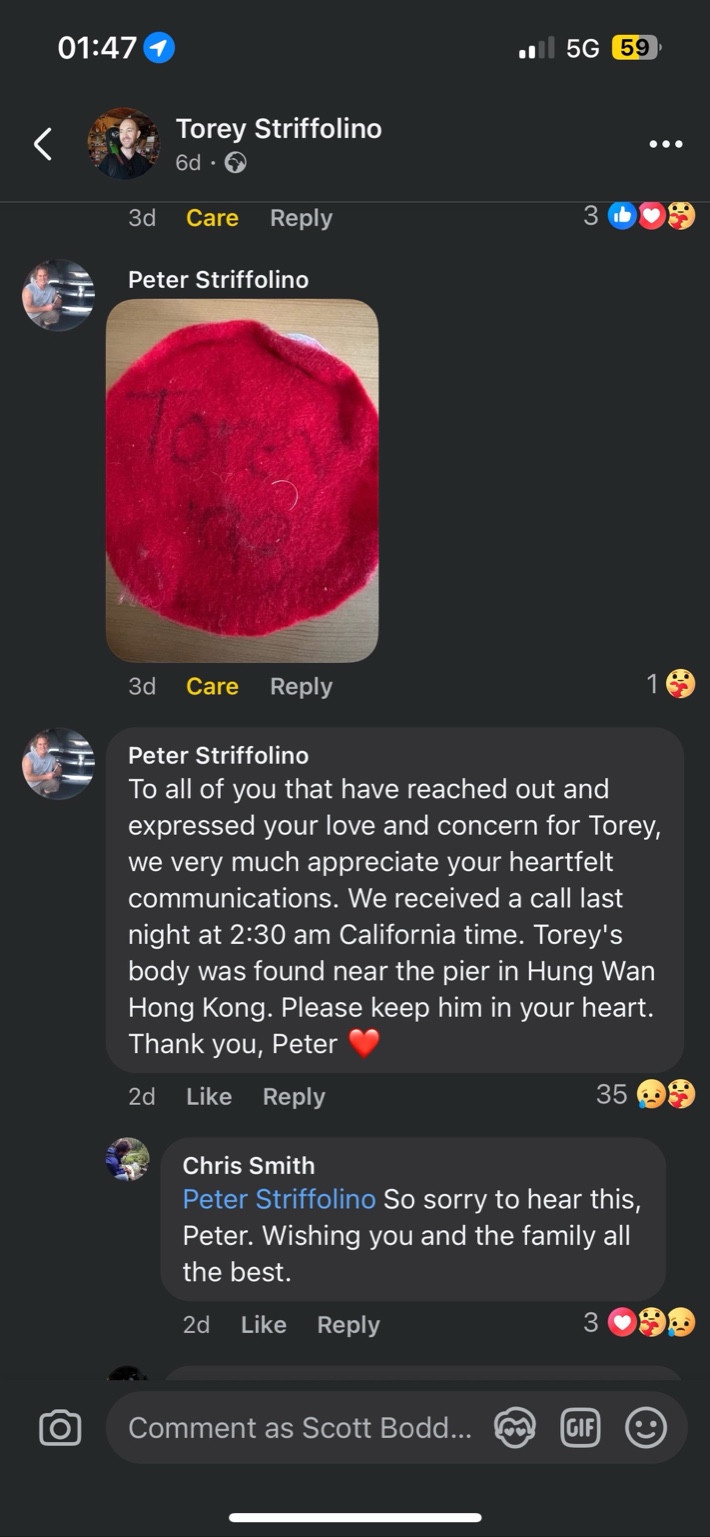 01:47 5G 59
Torey Striffolino
6d ·
3d Care Reply 3
Peter Striffolino
Torey
'98
3d Care Reply 1
Peter Striffolino
To all of you that have reached out and
expressed your love and concern for Torey,
we very much appreciate your heartfelt
communications. We received a call last
night at 2:30 am California time. Torey's
body was found near the pier in Hung Wan
Hong Kong. Please keep him in your heart.
Thank you, Peter ❤️
2d Like Reply 35
Chris Smith
Peter Striffolino So sorry to hear this,
Peter. Wishing you and the family all
the best.
2d Like Reply 3
Comment as Scott Bodd... GIF